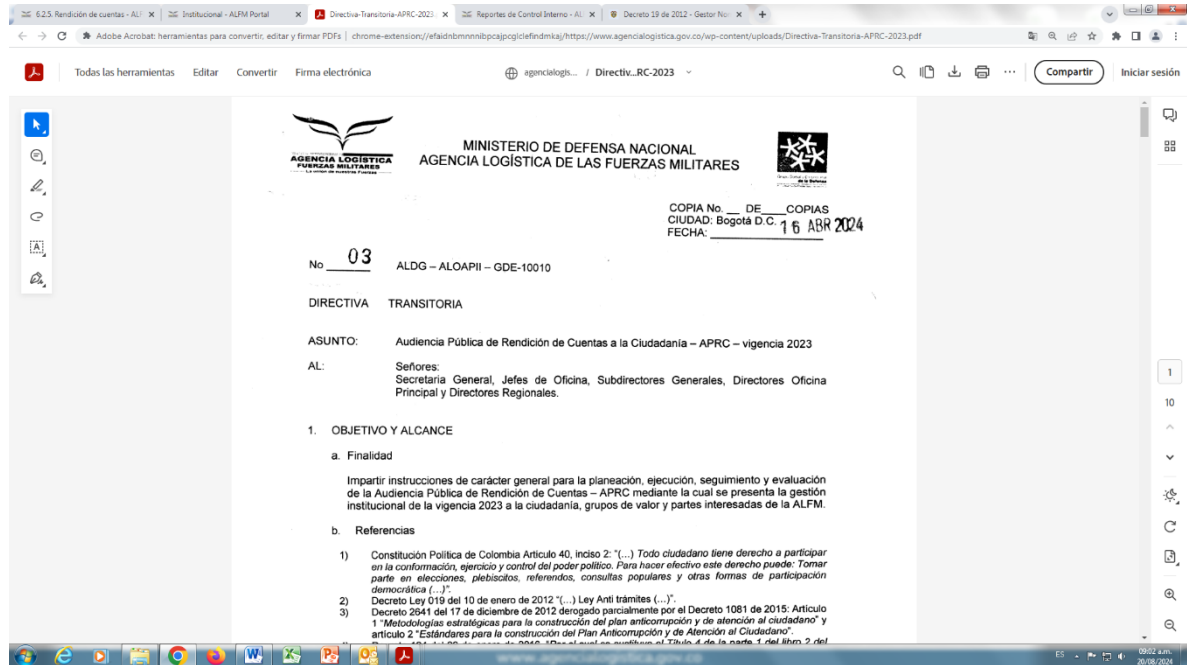 6.2.5. Rendición de cuentas - ALF
Institucional - ALFM Portal
Directiva-Transitoria-APRC-2023.
Reportes de Control Interno - AL
Decreto 19 de 2012 - Gestor Nor
Adobe Acrobat: herramientas para convertir, editar y firmar PDFs | chrome-extension://efaidnbmnnnibpcajpcglclefindmkaj/https://www.agencialogistica.gov.co/wp-content/uploads/Directiva-Transitoria-APRC-2023.pdf
Todas las herramientas Editar Convertir Firma electrónica
agencialogis... / Directiv...RC-2023
Compartir
Iniciar sesión
AGENCIA LOGÍSTICA
FUERZAS MILITARES
La unión de nuestras Fuerzas
MINISTERIO DE DEFENSA NACIONAL
AGENCIA LOGÍSTICA DE LAS FUERZAS MILITARES
de la Defensa
COPIA No. __ DE____COPIAS
CIUDAD: Bogotá D.C.
FECHA: 16 ABR 2024
No 03 ALDG – ALOAPII – GDE-10010
DIRECTIVA TRANSITORIA
ASUNTO: Audiencia Pública de Rendición de Cuentas a la Ciudadanía – APRC – vigencia 2023
AL: Señores:
Secretaria General, Jefes de Oficina, Subdirectores Generales, Directores Oficina
Principal y Directores Regionales.
1. OBJETIVO Y ALCANCE
a. Finalidad
Impartir instrucciones de carácter general para la planeación, ejecución, seguimiento y evaluación
de la Audiencia Pública de Rendición de Cuentas – APRC mediante la cual se presenta la gestión
institucional de la vigencia 2023 a la ciudadanía, grupos de valor y partes interesadas de la ALFM.
b. Referencias
1) Constitución Política de Colombia Articulo 40, inciso 2: "(...) Todo ciudadano tiene derecho a participar
en la conformación, ejercicio y control del poder político. Para hacer efectivo este derecho puede: Tomar
parte en elecciones, plebiscitos, referendos, consultas populares y otras formas de participación
democrática (...)".
2) Decreto Ley 019 del 10 de enero de 2012 "(...) Ley Anti trámites (...)".
3) Decreto 2641 del 17 de diciembre de 2012 derogado parcialmente por el Decreto 1081 de 2015: Articulo
1 "Metodologías estratégicas para la construcción del plan anticorrupción y de atención al ciudadano" y
artículo 2 "Estándares para la construcción del Plan Anticorrupción y de Atención al Ciudadano".
1
10
www.agencialogistica.gov.co
ES
09:02 a.m.
20/08/2024